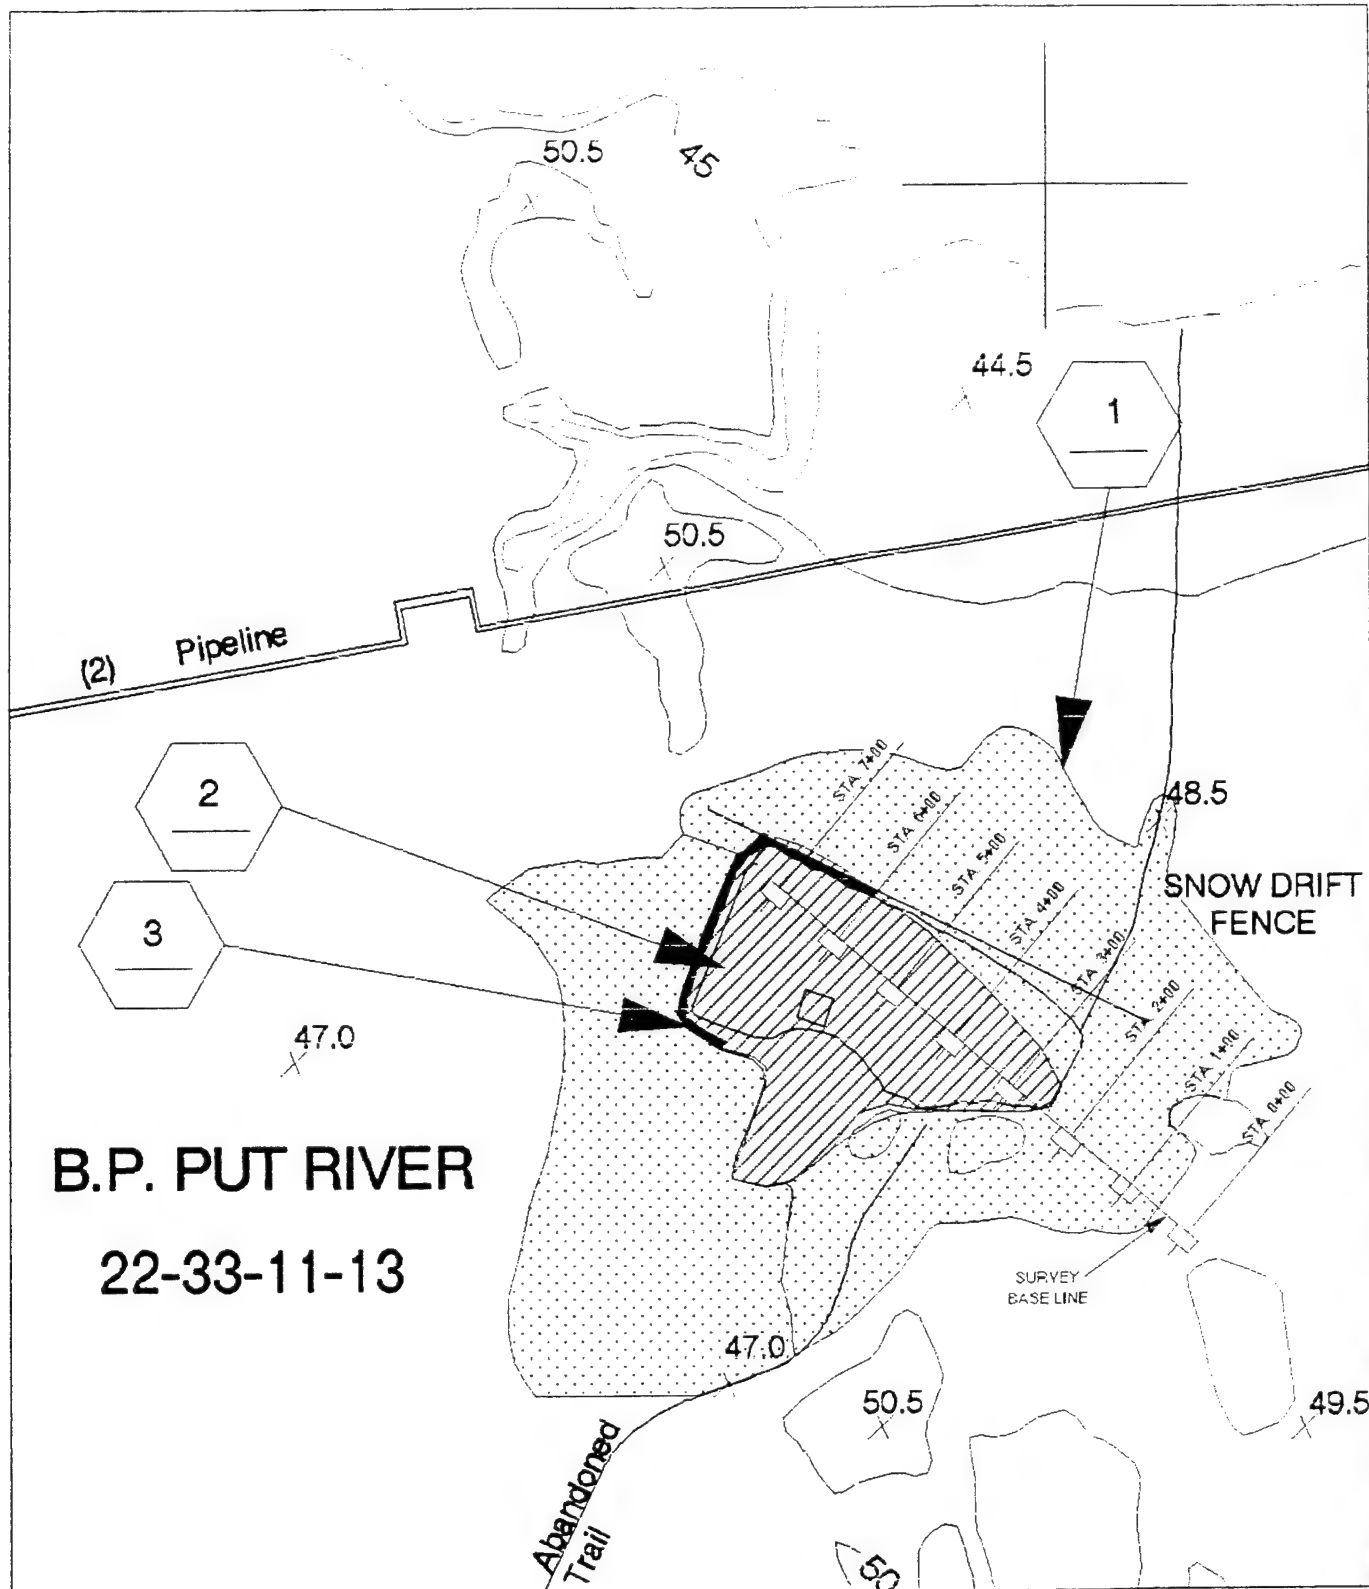 50.5
45
44.5
1
50.5
(2) Pipeline
2
STA 7+00
48.5
STA 6+00
STA 5+00
SNOW DRIFT
FENCE
STA 4+00
3
STA 3+00
STA 2+00
47.0
STA 1+00
STA 0+00
B.P. PUT RIVER
22-33-11-13
SURVEY
BASE LINE
47.0
50.5
49.5
Abandoned
Trail
50